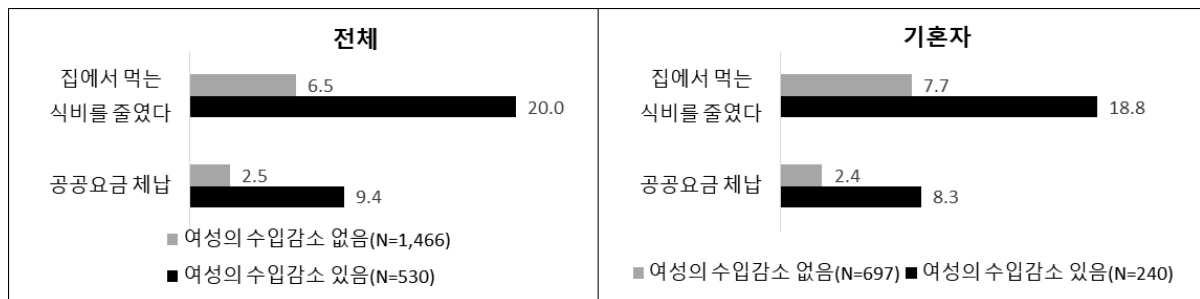 전체
집에서 먹는
식비를 줄였다
6.5
20.0
공공요금 체납
2.5
9.4
여성의 수입감소 없음(N=1,466)
여성의 수입감소 있음(N=530)
기혼자
집에서 먹는
식비를 줄였다
7.7
18.8
공공요금 체납
2.4
8.3
여성의 수입감소 없음(N=697) 여성의 수입감소 있음(N=240)